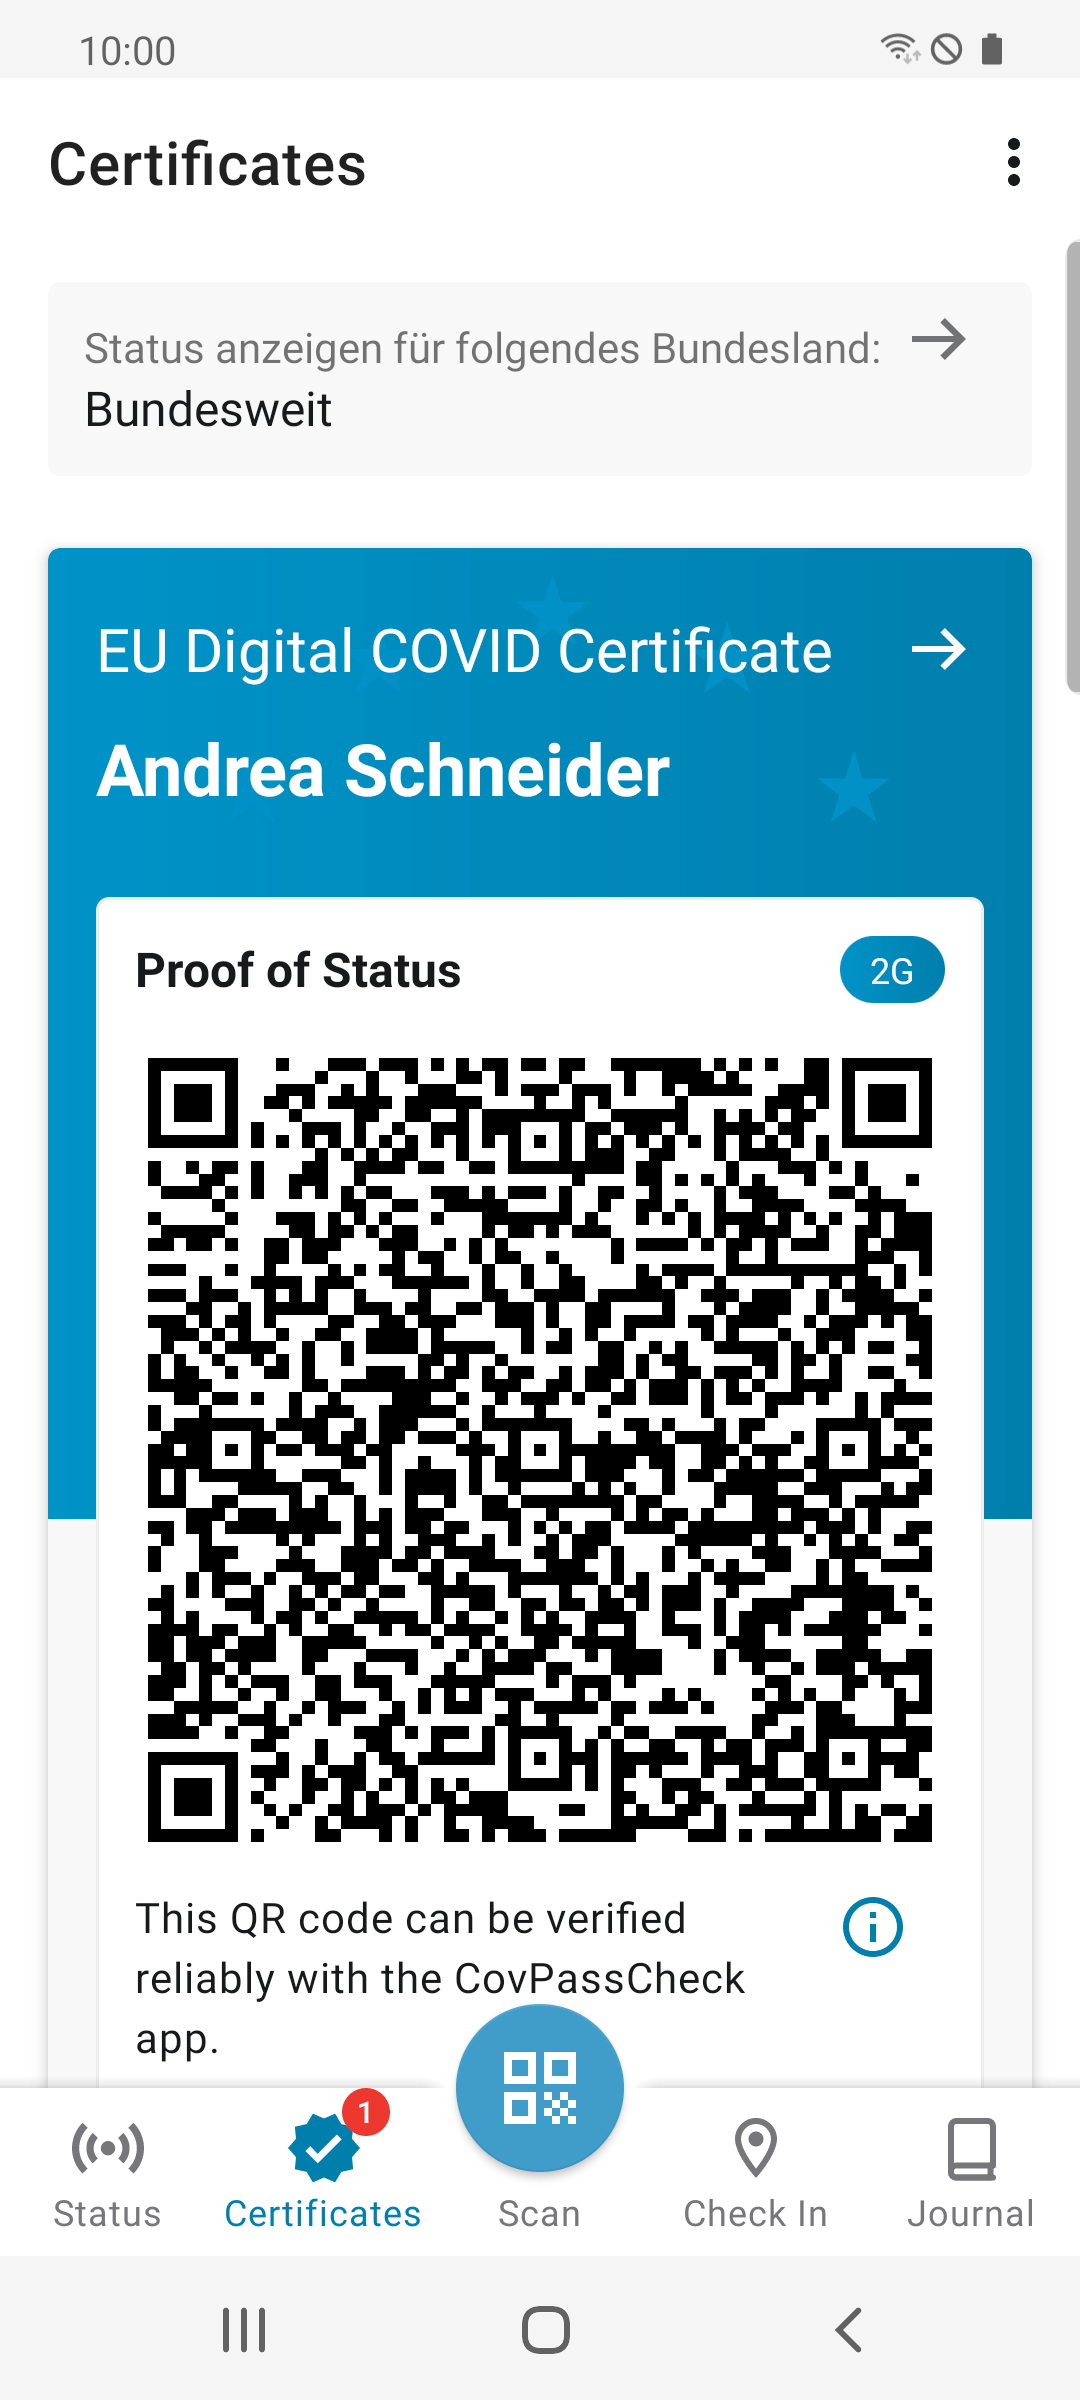 10:00
Certificates
Status anzeigen für folgendes Bundesland:
Bundesweit
EU Digital COVID Certificate
Andrea Schneider
Proof of Status
2G
This QR code can be verified
reliably with the CovPassCheck
app.
1
Status
Certificates
Scan
Check In
Journal